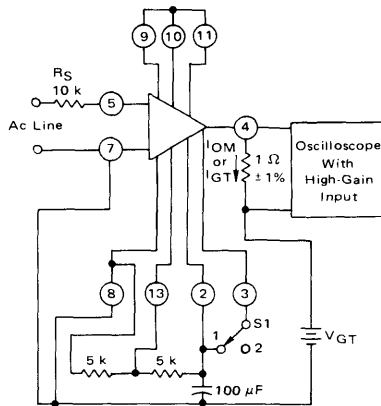 9 10 11
RS
10 k
5
Ac Line
7
4
IOM
or
IGT
1 Ω
±1%
Oscilloscope
With
High-Gain
Input
8 13 2 3
S1
1
2
5 k 5 k
100 µF
VGT